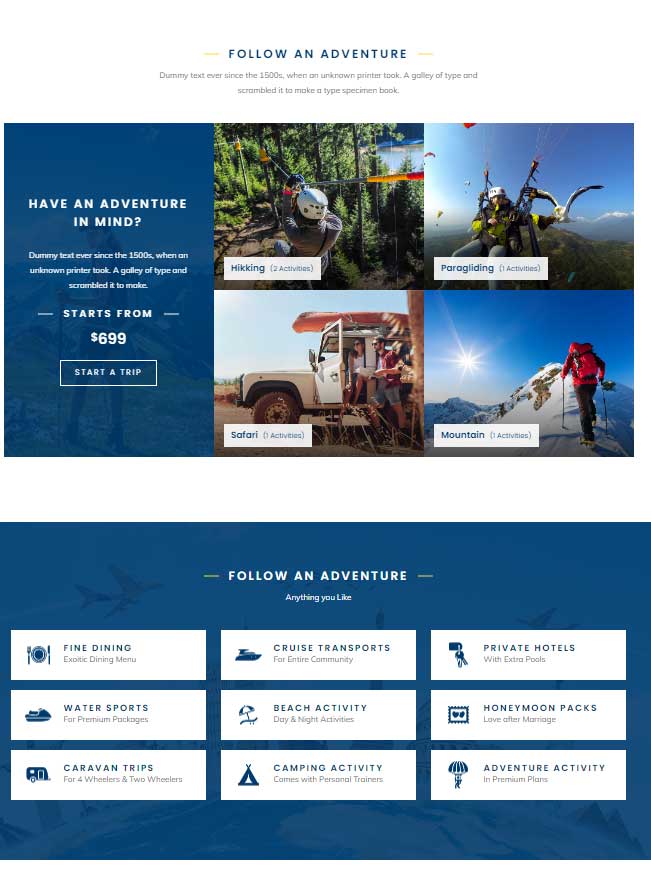 FOLLOW AN ADVENTURE
Dummy text ever since the 1500s, when an unknown printer took. A galley of type and
scrambled it to make a type specimen book.
HAVE AN ADVENTURE
IN MIND?
Dummy text ever since the 1500s, when an
unknown printer took. A galley of type and
scrambled it to make.
STARTS FROM
$699
START A TRIP
Hikking (2 Activities)
Paragliding (1 Activities)
Safari (1 Activities)
Mountain (1 Activities)
FOLLOW AN ADVENTURE
Anything you Like
FINE DINING
Exoitic Dining Menu
CRUISE TRANSPORTS
For Entire Community
PRIVATE HOTELS
With Extra Pools
WATER SPORTS
For Premium Packages
BEACH ACTIVITY
Day & Night Activities
HONEYMOON PACKS
Love after Marriage
CARAVAN TRIPS
For 4 Wheelers & Two Wheelers
CAMPING ACTIVITY
Comes with Personal Trainers
ADVENTURE ACTIVITY
In Premium Plans